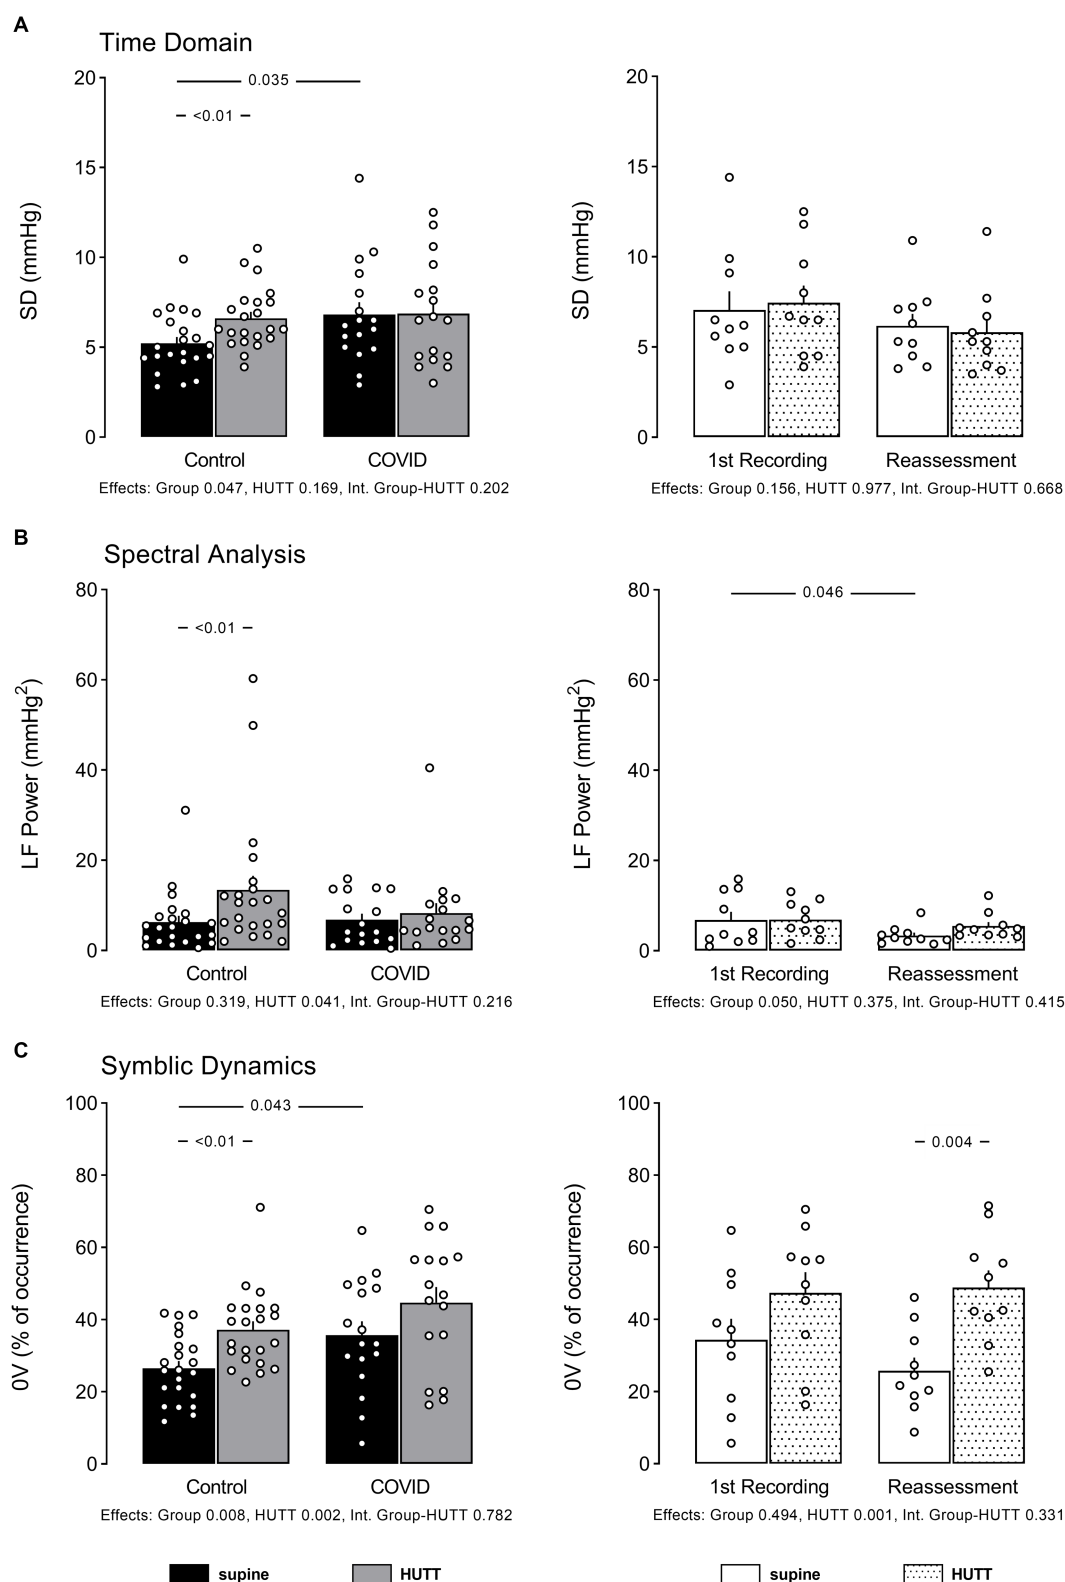 A
Time Domain
20
15
10
5
0
SD (mmHg)
0.035
<0.01
Control
COVID
Effects: Group 0.047, HUTT 0.169, Int. Group-HUTT 0.202
20
15
10
5
0
SD (mmHg)
1st Recording
Reassessment
Effects: Group 0.156, HUTT 0.977, Int. Group-HUTT 0.668
B
Spectral Analysis
80
60
40
20
0
LF Power (mmHg²)
<0.01
Control
COVID
Effects: Group 0.319, HUTT 0.041, Int. Group-HUTT 0.216
80
60
40
20
0
LF Power (mmHg²)
0.046
1st Recording
Reassessment
Effects: Group 0.050, HUTT 0.375, Int. Group-HUTT 0.415
C
Symblic Dynamics
100
80
60
40
20
0
0V (% of occurrence)
0.043
<0.01
Control
COVID
Effects: Group 0.008, HUTT 0.002, Int. Group-HUTT 0.782
100
80
60
40
20
0
0V (% of occurrence)
0.004
1st Recording
Reassessment
Effects: Group 0.494, HUTT 0.001, Int. Group-HUTT 0.331
supine
HUTT
supine
HUTT